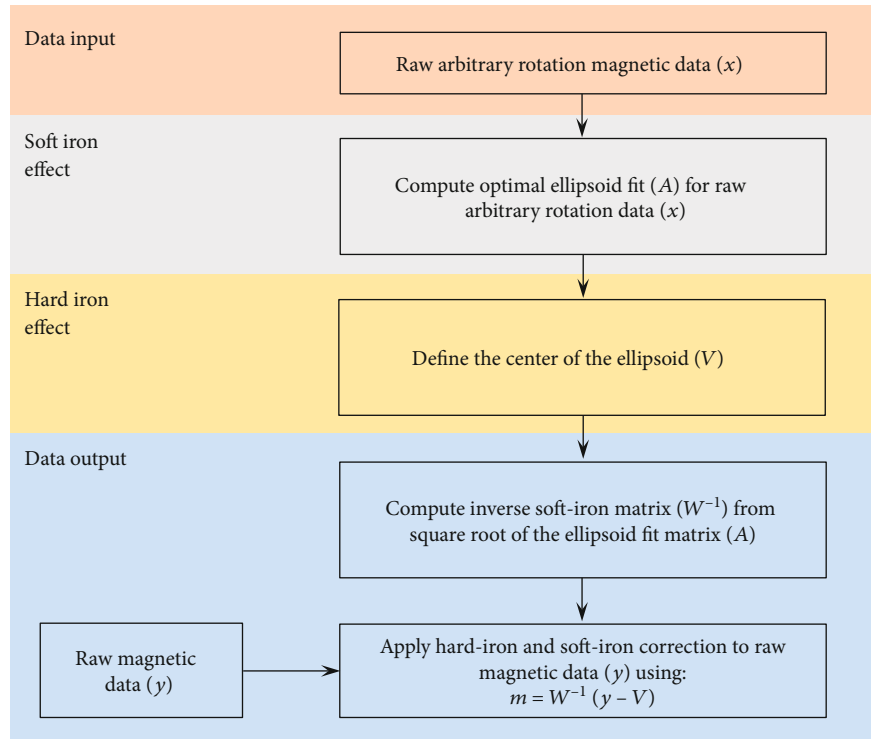 Data input
Raw arbitrary rotation magnetic data (x)
Soft iron
effect
Compute optimal ellipsoid fit (A) for raw
arbitrary rotation data (x)
Hard iron
effect
Define the center of the ellipsoid (V)
Data output
Compute inverse soft-iron matrix (W⁻¹) from
square root of the ellipsoid fit matrix (A)
Raw magnetic
data (y)
Apply hard-iron and soft-iron correction to raw
magnetic data (y) using:
m = W⁻¹ (y – V)